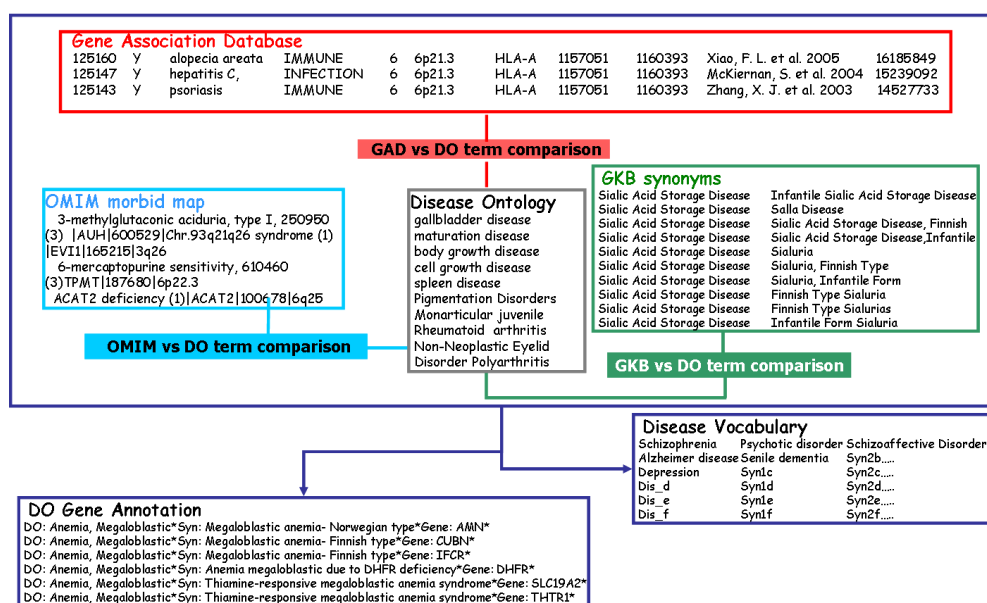 Gene Association Database
125160 Y alopecia areata IMMUNE 6 6p21.3 HLA-A 1157051 1160393 Xiao, F. L. et al. 2005 16185849
125147 Y hepatitis C, INFECTION 6 6p21.3 HLA-A 1157051 1160393 McKiernan, S. et al. 2004 15239092
125143 Y psoriasis IMMUNE 6 6p21.3 HLA-A 1157051 1160393 Zhang, X. J. et al. 2003 14527733
GAD vs DO term comparison
OMIM morbid map
3-methylglutaconic aciduria, type I, 250950
(3) |AUH|600529|Chr.93q21q26 syndrome (1)
|EVI1|165215|3q26
6-mercaptopurine sensitivity, 610460
(3)TPMT|187680|6p22.3
ACAT2 deficiency (1)|ACAT2|100678|6q25
OMIM vs DO term comparison
Disease Ontology
gallbladder disease
maturation disease
body growth disease
cell growth disease
spleen disease
Pigmentation Disorders
Monarticular juvenile
Rheumatoid arthritis
Non-Neoplastic Eyelid
Disorder Polyarthritis
GKB synonyms
Sialic Acid Storage Disease Infantile Sialic Acid Storage Disease
Sialic Acid Storage Disease Salla Disease
Sialic Acid Storage Disease Sialic Acid Storage Disease, Finnish
Sialic Acid Storage Disease Sialic Acid Storage Disease,Infantile
Sialic Acid Storage Disease Sialuria
Sialic Acid Storage Disease Sialuria, Finnish Type
Sialic Acid Storage Disease Sialuria, Infantile Form
Sialic Acid Storage Disease Finnish Type Sialuria
Sialic Acid Storage Disease Finnish Type Sialurias
Sialic Acid Storage Disease Infantile Form Sialuria
GKB vs DO term comparison
Disease Vocabulary
Schizophrenia Psychotic disorder Schizoaffective Disorder
Alzheimer disease Senile dementia Syn2b.....
Depression Syn1c Syn2c.....
Dis_d Syn1d Syn2d.....
Dis_e Syn1e Syn2e.....
Dis_f Syn1f Syn2f.....
DO Gene Annotation
DO: Anemia, Megaloblastic*Syn: Megaloblastic anemia- Norwegian type*Gene: AMN*
DO: Anemia, Megaloblastic*Syn: Megaloblastic anemia- Finnish type*Gene: CUBN*
DO: Anemia, Megaloblastic*Syn: Megaloblastic anemia- Finnish type*Gene: IFCR*
DO: Anemia, Megaloblastic*Syn: Anemia megaloblastic due to DHFR deficiency*Gene: DHFR*
DO: Anemia, Megaloblastic*Syn: Thiamine-responsive megaloblastic anemia syndrome*Gene: SLC19A2*
DO: Anemia, Megaloblastic*Syn: Thiamine-responsive megaloblastic anemia syndrome*Gene: THTR1*